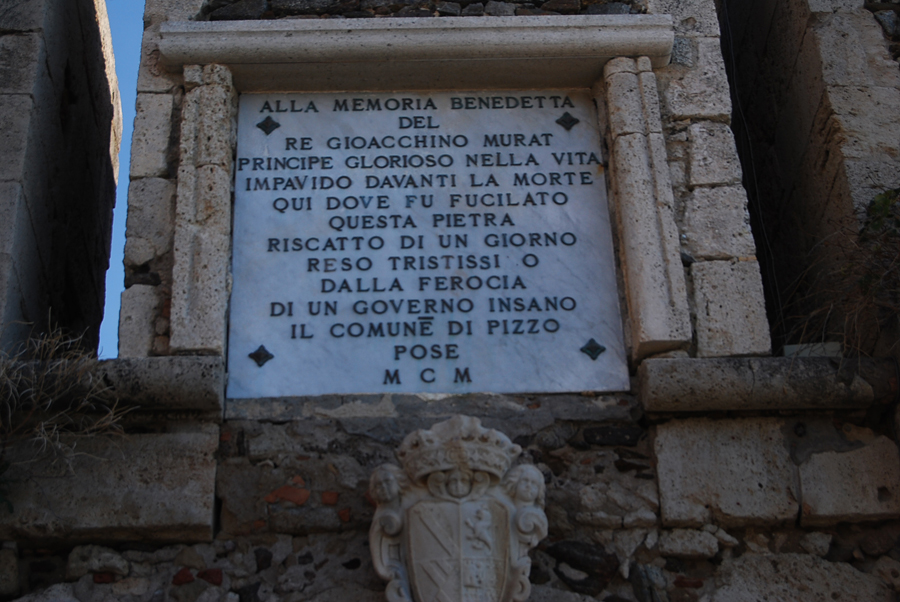 ALLA MEMORIA BENEDETTA
DEL
RE GIOACCHINO MURAT
PRINCIPE GLORIOSO NELLA VITA
IMPAVIDO DAVANTI LA MORTE
QUI DOVE FU FUCILATO
QUESTA PIETRA
RISCATTO DI UN GIORNO
RESO TRISTISSI O
DALLA FEROCIA
DI UN GOVERNO INSANO
IL COMUNE DI PIZZO
POSE
MCM